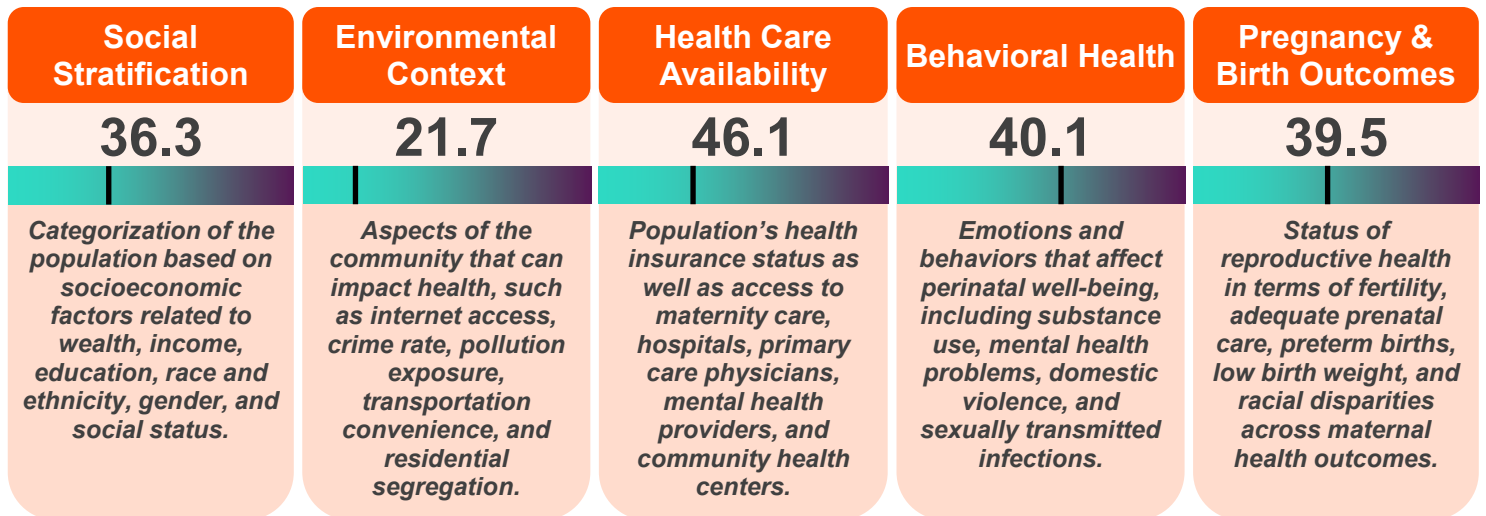 Social
Stratification
36.3
Categorization of the
population based on
socioeconomic
factors related to
wealth, income,
education, race and
ethnicity, gender, and
social status.
Environmental
Context
21.7
Aspects of the
community that can
impact health, such
as internet access,
crime rate, pollution
exposure,
transportation
convenience, and
residential
segregation.
Health Care
Availability
46.1
Population’s health
insurance status as
well as access to
maternity care,
hospitals, primary
care physicians,
mental health
providers, and
community health
centers.
Behavioral Health
40.1
Emotions and
behaviors that affect
perinatal well-being,
including substance
use, mental health
problems, domestic
violence, and
sexually transmitted
infections.
Pregnancy &
Birth Outcomes
39.5
Status of
reproductive health
in terms of fertility,
adequate prenatal
care, preterm births,
low birth weight, and
racial disparities
across maternal
health outcomes.